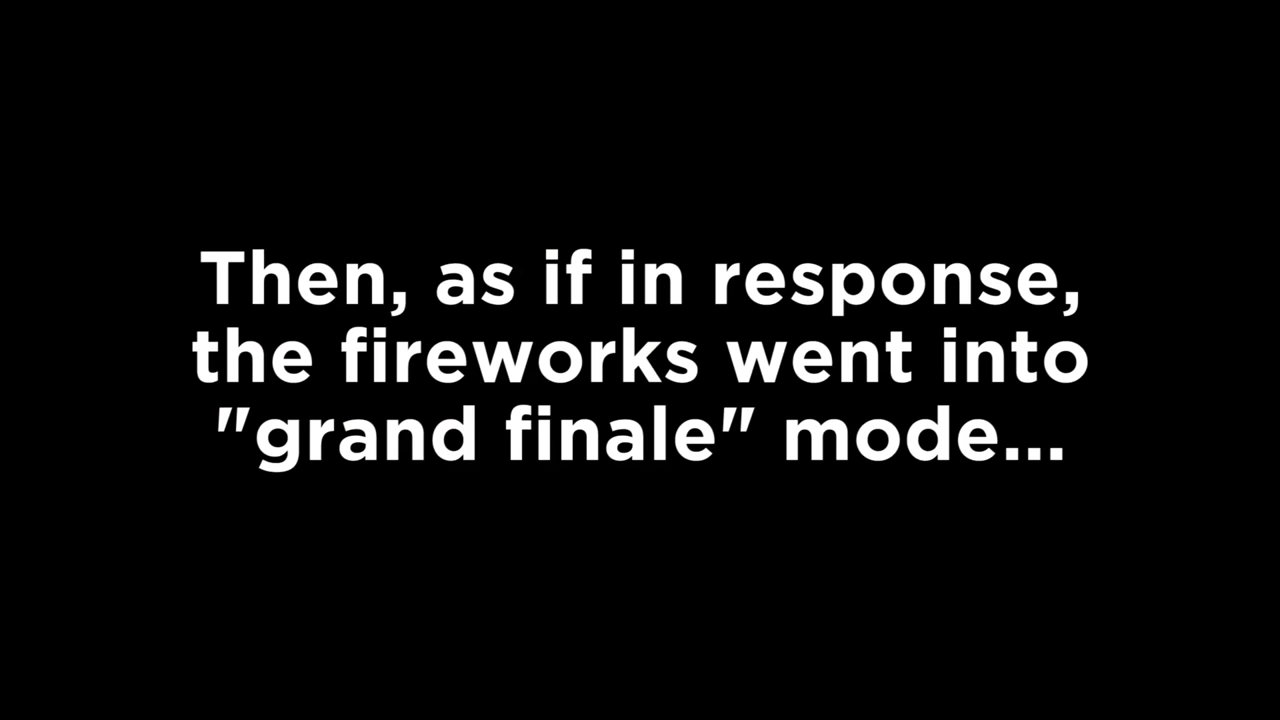 Then, as if in response,
the fireworks went into
"grand finale" mode...